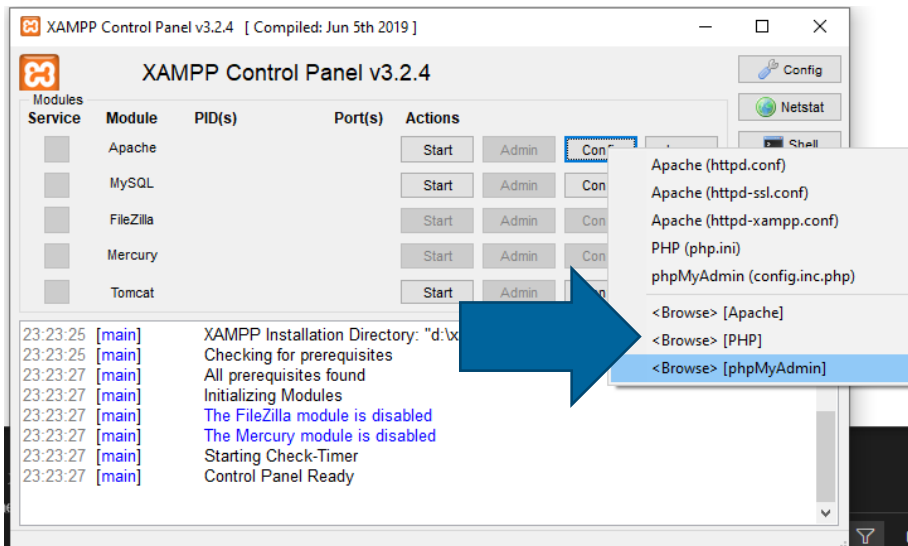 XAMPP Control Panel v3.2.4 [ Compiled: Jun 5th 2019 ]
XAMPP Control Panel v3.2.4
Config
Modules
Service Module PID(s) Port(s) Actions
Netstat
Shell
Apache Start Admin
MySQL Start Admin Con
FileZilla Start Admin Con
Mercury Start Admin Con
Tomcat Start Admin
Apache (httpd.conf)
Apache (httpd-ssl.conf)
Apache (httpd-xampp.conf)
PHP (php.ini)
phpMyAdmin (config.inc.php)
<Browse> [Apache]
<Browse> [PHP]
<Browse> [phpMyAdmin]
23:23:25 [main] XAMPP Installation Directory: "d:\x
23:23:25 [main] Checking for prerequisites
23:23:27 [main] All prerequisites found
23:23:27 [main] Initializing Modules
23:23:27 [main] The FileZilla module is disabled
23:23:27 [main] The Mercury module is disabled
23:23:27 [main] Starting Check-Timer
23:23:27 [main] Control Panel Ready